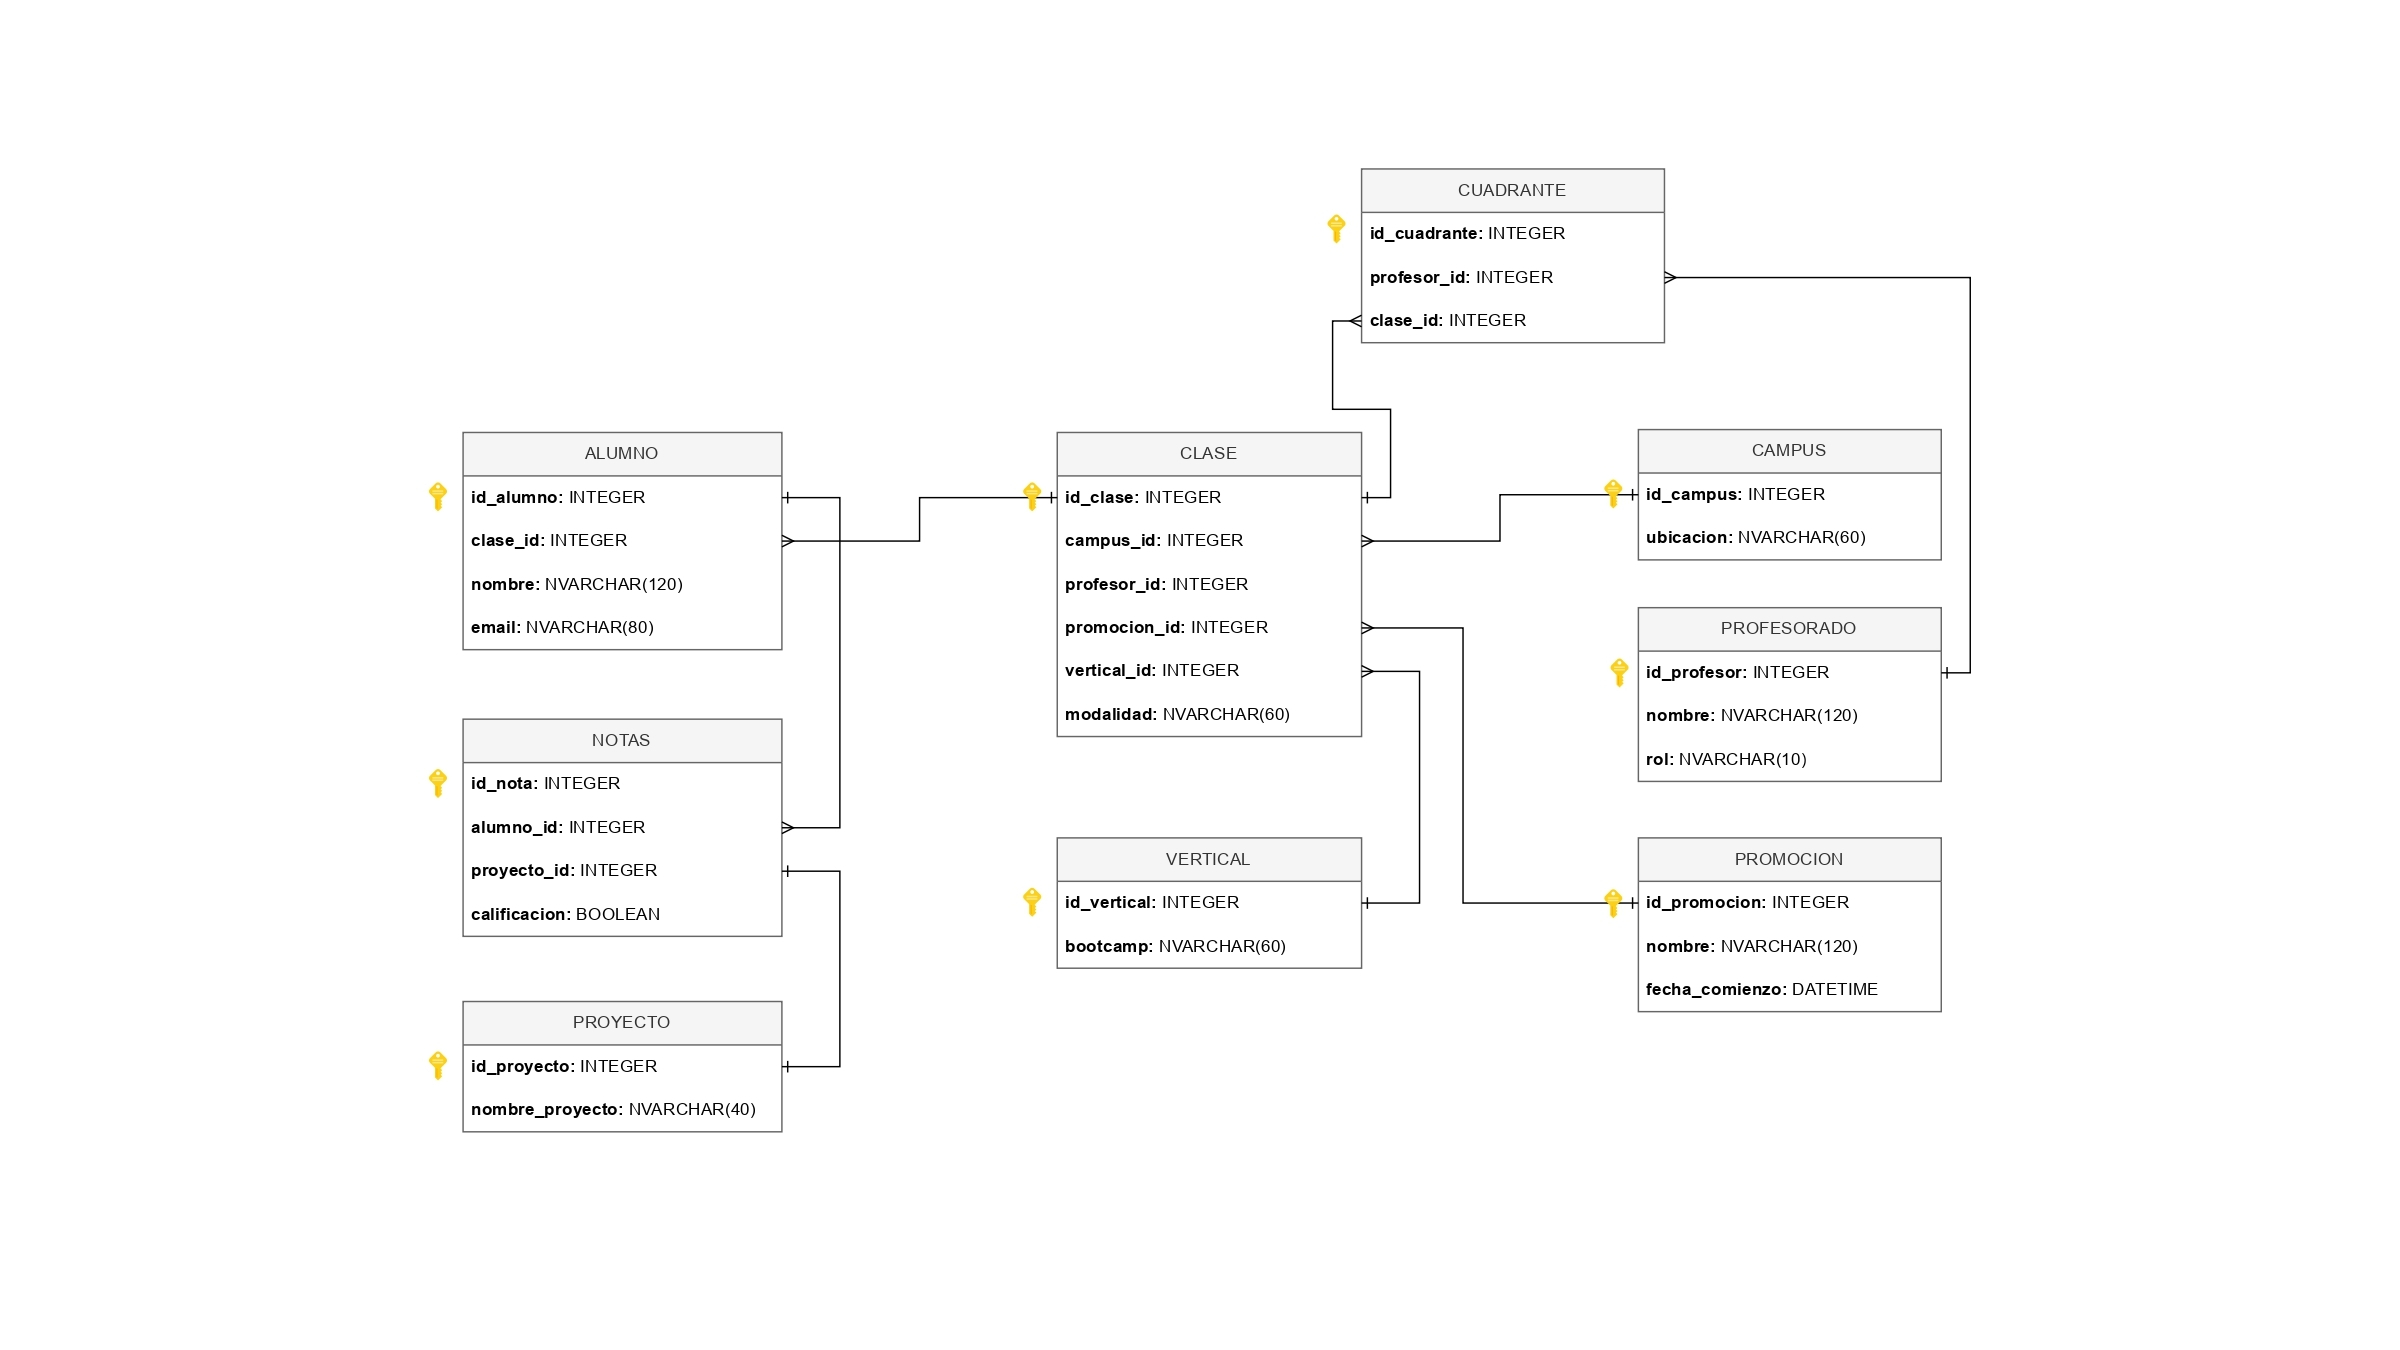 CUADRANTE
id_cuadrante: INTEGER
profesor_id: INTEGER
clase_id: INTEGER
ALUMNO
id_alumno: INTEGER
clase_id: INTEGER
nombre: NVARCHAR(120)
email: NVARCHAR(80)
CLASE
id_clase: INTEGER
campus_id: INTEGER
profesor_id: INTEGER
promocion_id: INTEGER
vertical_id: INTEGER
modalidad: NVARCHAR(60)
CAMPUS
id_campus: INTEGER
ubicacion: NVARCHAR(60)
PROFESORADO
id_profesor: INTEGER
nombre: NVARCHAR(120)
rol: NVARCHAR(10)
NOTAS
id_nota: INTEGER
alumno_id: INTEGER
proyecto_id: INTEGER
calificacion: BOOLEAN
VERTICAL
id_vertical: INTEGER
bootcamp: NVARCHAR(60)
PROMOCION
id_promocion: INTEGER
nombre: NVARCHAR(120)
fecha_comienzo: DATETIME
PROYECTO
id_proyecto: INTEGER
nombre_proyecto: NVARCHAR(40)